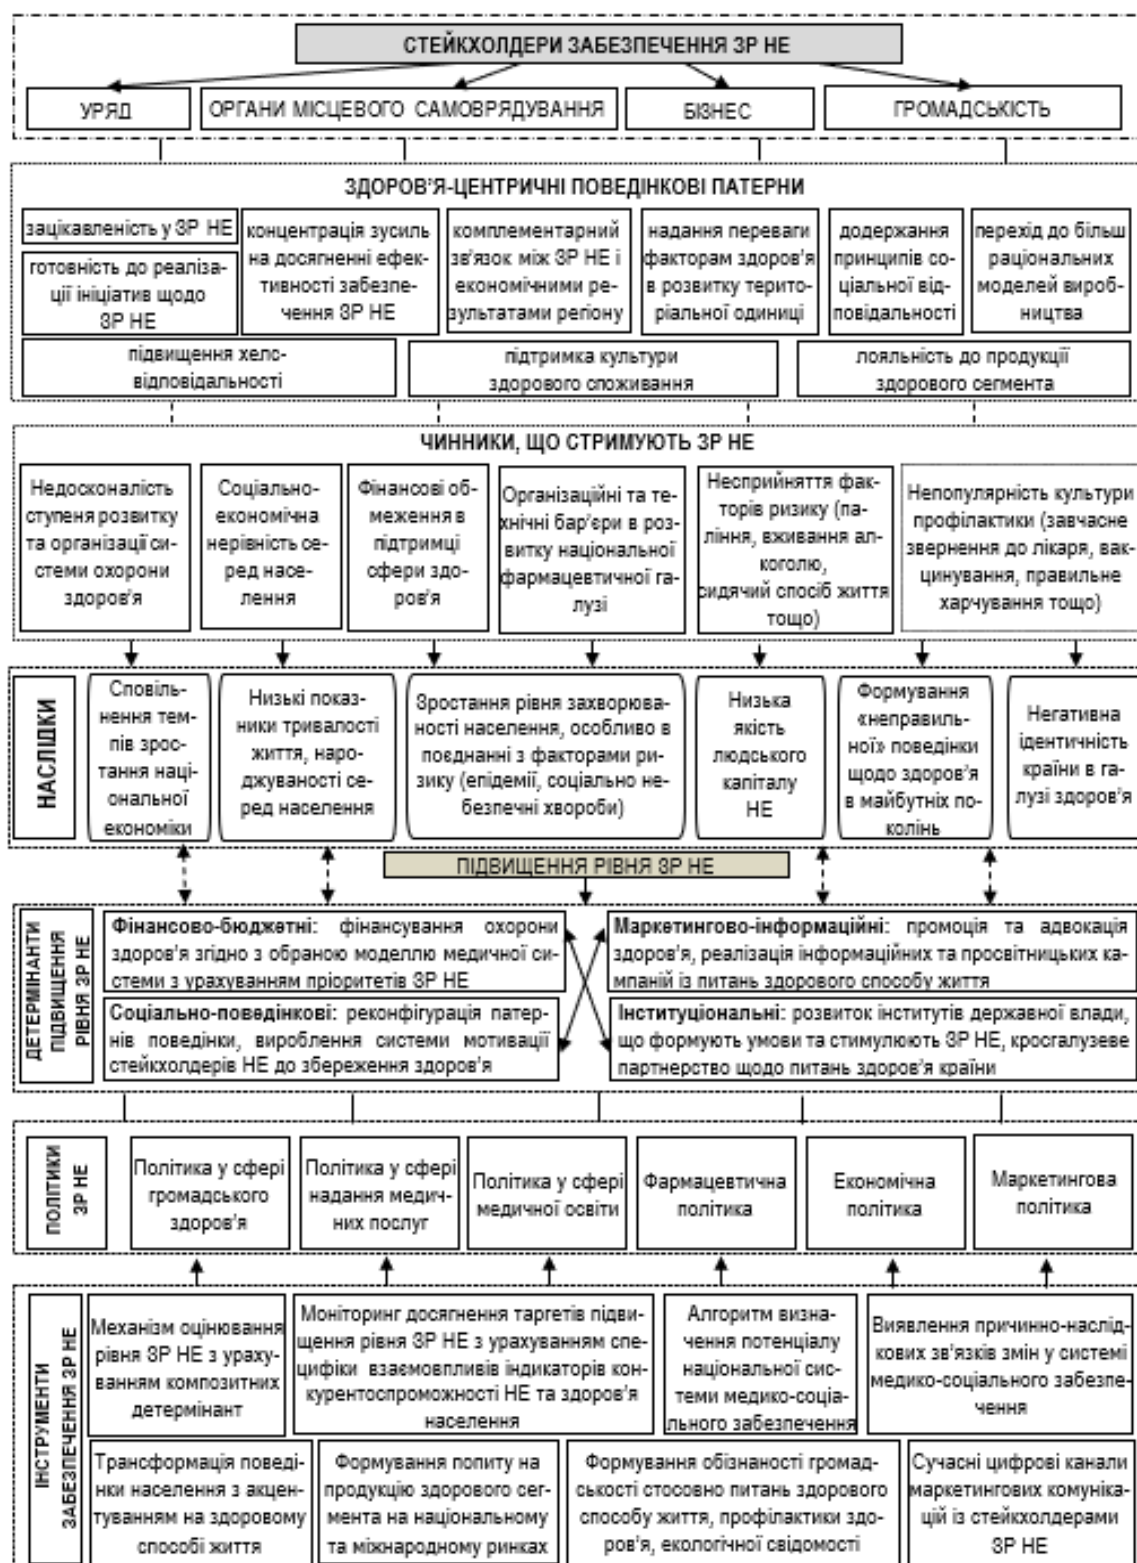 СТЕЙКХОЛДЕРИ ЗАБЕЗПЕЧЕННЯ ЗР НЕ
УРЯД
ОРГАНИ МІСЦЕВОГО САМОВРЯДУВАННЯ
БІЗНЕС
ГРОМАДСЬКІСТЬ
ЗДОРОВ'Я-ЦЕНТРИЧНІ ПОВЕДІНКОВІ ПАТЕРНИ
зацікавленість у ЗР НЕ
готовність до реаліза-
ції ініціатив щодо
ЗР НЕ
концентрація зусиль
на досягненні ефек-
тивності забезпе-
чення ЗР НЕ
комплементарний
зв'язок між ЗР НЕ і
економічними ре-
зультатами регіону
надання переваги
факторам здоров'я
в розвитку терито-
ріальної одиниці
додержання
принципів со-
ціальної від-
повідальності
перехід до більш
раціональних
моделей вироб-
ництва
підвищення хелс-
відповідальності
підтримка культури
здорового споживання
лояльність до продукції
здорового сегмента
ЧИННИКИ, ЩО СТРИМУЮТЬ ЗР НЕ
Недосконалість
ступеня розвитку
та організації си-
стеми охорони
здоров'я
Соціально-
економічна
нерівність се-
ред насе-
лення
Фінансові об-
меження в
підтримці
сфери здо-
ров'я
Організаційні та те-
хнічні бар'єри в роз-
витку національної
фармацевтичної га-
лузі
Несприйняття фак-
торів ризику (па-
ління, вживання ал-
коголю,
сидячий спосіб життя
тощо)
Непопулярність культури
профілактики (завчасне
звернення до лікаря, вак-
цинування, правильне
харчування тощо)
НАСЛІДКИ
Сповіль-
нення тем-
пів зрос-
тання наці-
ональної
економіки
Низькі показ-
ники тривалості
життя, наро-
джуваності се-
ред населення
Зростання рівня захворюва-
ності населення, особливо в
поєднанні з факторами ри-
зику (епідемії, соціально не-
безпечні хвороби)
Низька
якість
людського
капіталу
НЕ
Формування
«неправиль-
ної» поведінки
щодо здоров'я
в майбутніх по-
колінь
Негативна
ідентичність
країни в га-
лузі здоров'я
ПІДВИЩЕННЯ РІВНЯ ЗР НЕ
ДЕТЕРМІНАНТИ
ПІДВИЩЕННЯ
РІВНЯ ЗР НЕ
Фінансово-бюджетні: фінансування охорони
здоров'я згідно з обраною моделлю медичної си-
стеми з урахуванням пріоритетів ЗР НЕ
Маркетингово-інформаційні: промоція та адвокація
здоров'я, реалізація інформаційних та просвітницьких ка-
мпаній із питань здорового способу життя
Соціально-поведінкові: реконфігурація патер-
нів поведінки, вироблення системи мотивації
стейкхолдерів НЕ до збереження здоров'я
Інституціональні: розвиток інститутів державної влади,
що формують умови та стимулюють ЗР НЕ, кросгалузеве
партнерство щодо питань здоров'я країни
ПОЛІТИКИ
ЗР НЕ
Політика у сфері
громадського
здоров'я
Політика у сфері
надання медич-
них послуг
Політика у сфері
медичної освіти
Фармацевтична
політика
Економічна
політика
Маркетингова
політика
ІНСТРУМЕНТИ
ЗАБЕЗПЕЧЕННЯ ЗР НЕ
Механізм оцінювання
рівня ЗР НЕ з ураху-
ванням композитних
детермінант
Моніторинг досягнення таргетів підви-
щення рівня ЗР НЕ з урахуванням спе-
цифіки взаємовпливів індикаторів кон-
курентоспроможності НЕ та здоров'я
населення
Алгоритм визна-
чення потенціалу
національної си-
стеми медико-соці-
ального забезпечення
Виявлення причинно-наслід-
кових зв'язків змін у системі
медико-соціального забезпе-
чення
Трансформація поведі-
нки населення з акцен-
туванням на здоровому
способі життя
Формування попиту на
продукцію здорового сег-
мента на національному
та міжнародному ринках
Формування обізнаності громад-
ськості стосовно питань здорового
способу життя, профілактики здо-
ров'я, екологічної свідомості
Сучасні цифрові канали
маркетингових комуніка-
цій із стейкхолдерами
ЗР НЕ